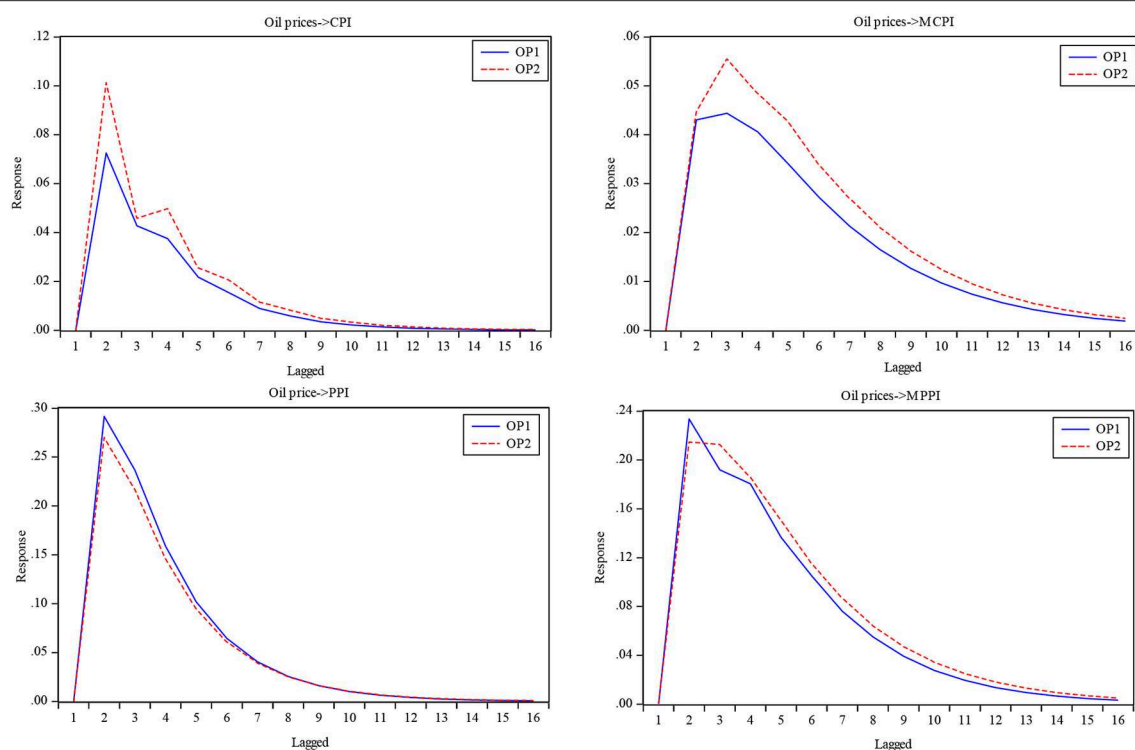 Oil prices->CPI
.12
.10
.08
.06
.04
.02
.00
Response
OP1
OP2
1 2 3 4 5 6 7 8 9 10 11 12 13 14 15 16
Lagged
Oil prices->MCPI
.06
.05
.04
.03
.02
.01
.00
Response
OP1
OP2
1 2 3 4 5 6 7 8 9 10 11 12 13 14 15 16
Lagged
Oil price->PPI
.30
.25
.20
.15
.10
.05
.00
Response
OP1
OP2
1 2 3 4 5 6 7 8 9 10 11 12 13 14 15 16
Lagged
Oil prices->MPPI
.24
.20
.16
.12
.08
.04
.00
Response
OP1
OP2
1 2 3 4 5 6 7 8 9 10 11 12 13 14 15 16
Lagged